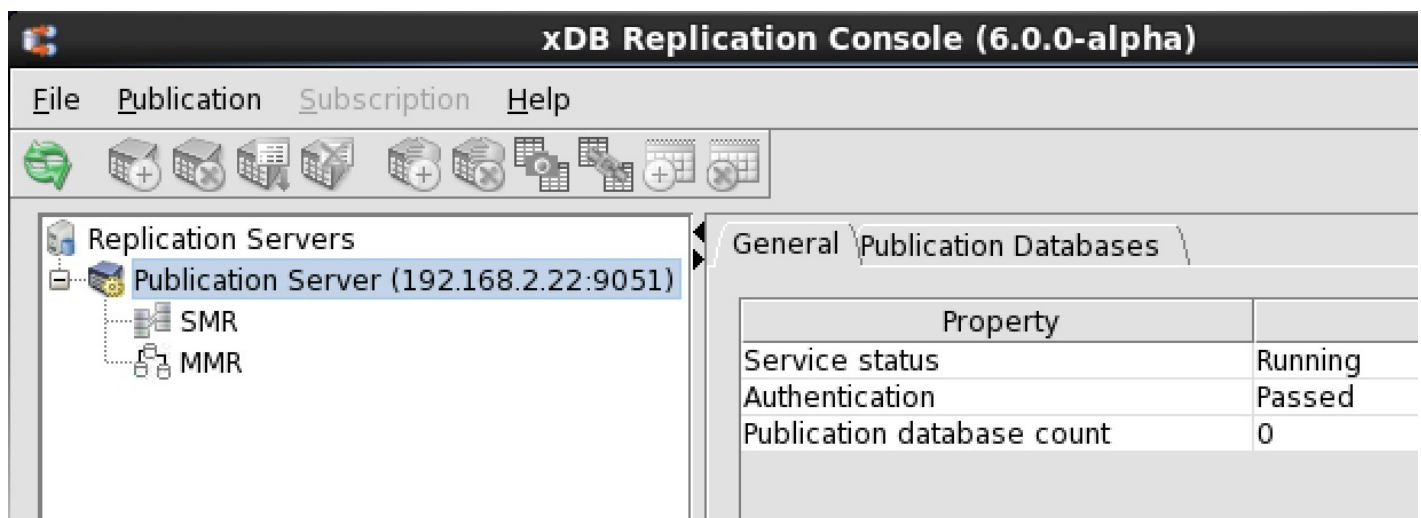 xDB Replication Console (6.0.0-alpha)
File Publication Subscription Help
Replication Servers
Publication Server (192.168.2.22:9051)
SMR
MMR
General Publication Databases
Property
Service status Running
Authentication Passed
Publication database count 0